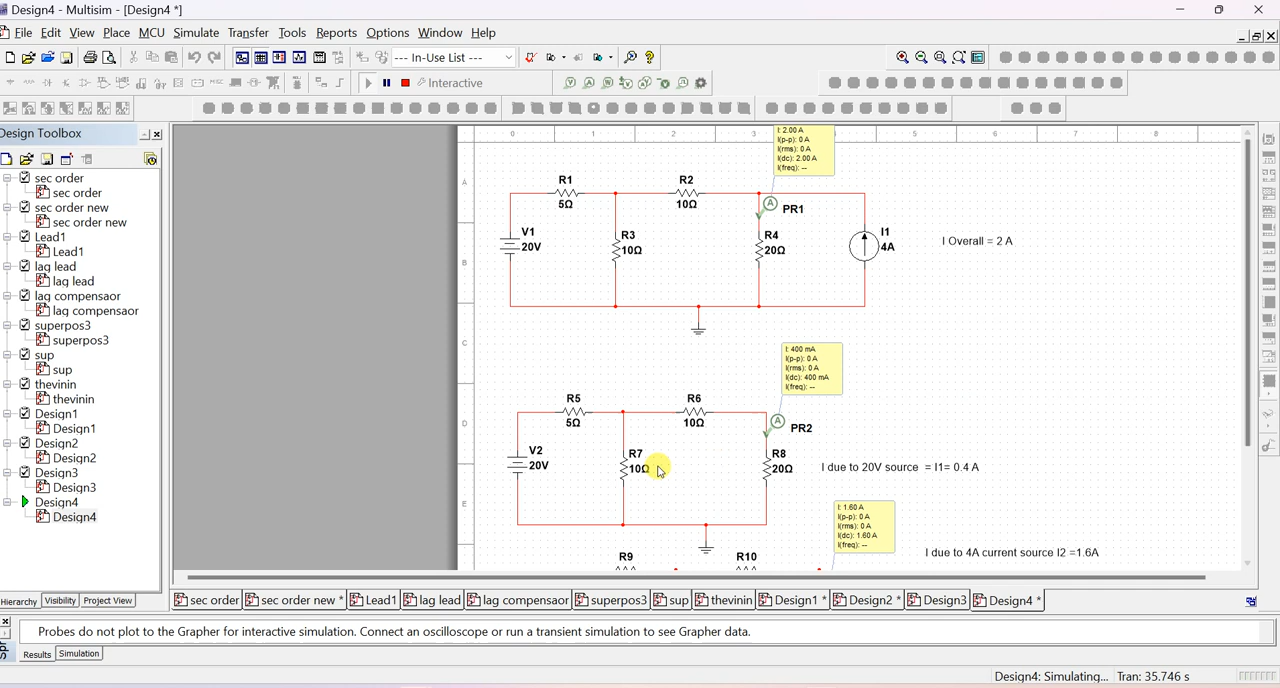 Design4 - Multisim - [Design4 *]
File Edit View Place MCU Simulate Transfer Tools Reports Options Window Help
--- In-Use List ---
Interactive
Design Toolbox
sec order
sec order
sec order new
sec order new
Lead1
Lead1
lag lead
lag lead
lag compensaor
lag compensaor
superpos3
superpos3
sup
sup
thevinin
thevinin
Design1
Design1
Design2
Design2
Design3
Design3
Design4
Design4
Hierarchy Visibility Project View
0 1 2 3 5 6 7 8
A
B
C
D
E
I: 2.00 A
I(p-p): 0 A
I(rms): 0 A
I(dc): 2.00 A
I(freq): --
R1
5Ω
R2
10Ω
A
PR1
V1
20V
R3
10Ω
R4
20Ω
I1
4A
I Overall = 2 A
I: 400 mA
I(p-p): 0 A
I(rms): 0 A
I(dc): 400 mA
I(freq): --
R5
5Ω
R6
10Ω
A
PR2
V2
20V
R7
10Ω
R8
20Ω
I due to 20V source = I1= 0.4 A
I: 1.60 A
I(p-p): 0 A
I(rms): 0 A
I(dc): 1.60 A
I(freq): --
R9
R10
I due to 4A current source I2 =1.6A
sec order sec order new * Lead1 lag lead lag compensaor superpos3 sup thevinin Design1 * Design2 * Design3 Design4 *
Probes do not plot to the Grapher for interactive simulation. Connect an oscilloscope or run a transient simulation to see Grapher data.
Results Simulation
Design4: Simulating... Tran: 35.746 s